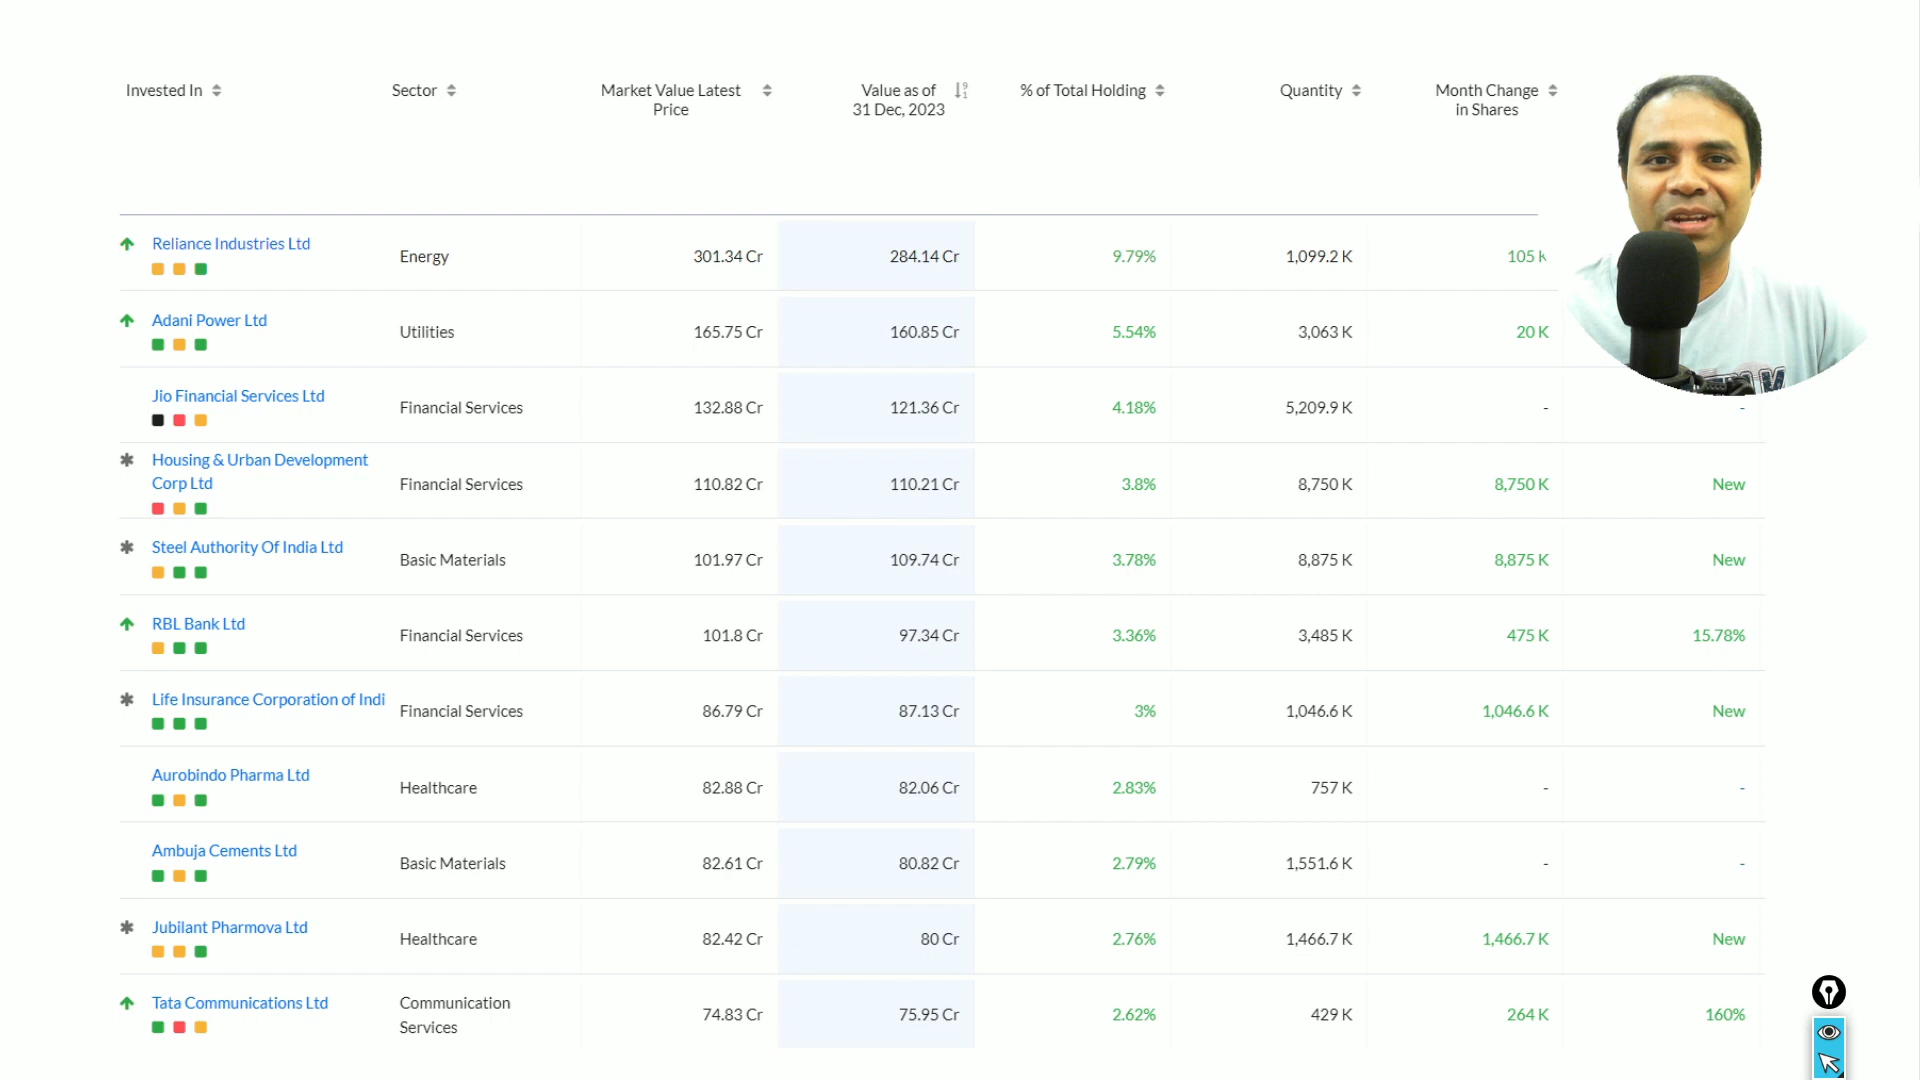 Invested In
Sector
Market Value Latest
Price
Value as of
31 Dec, 2023
% of Total Holding
Quantity
Month Change
in Shares
Reliance Industries Ltd
Energy
301.34 Cr
284.14 Cr
9.79%
1,099.2 K
105 K
Adani Power Ltd
Utilities
165.75 Cr
160.85 Cr
5.54%
3,063 K
20 K
Jio Financial Services Ltd
Financial Services
132.88 Cr
121.36 Cr
4.18%
5,209.9 K
-
-
Housing & Urban Development
Corp Ltd
Financial Services
110.82 Cr
110.21 Cr
3.8%
8,750 K
8,750 K
New
Steel Authority Of India Ltd
Basic Materials
101.97 Cr
109.74 Cr
3.78%
8,875 K
8,875 K
New
RBL Bank Ltd
Financial Services
101.8 Cr
97.34 Cr
3.36%
3,485 K
475 K
15.78%
Life Insurance Corporation of Indi
Financial Services
86.79 Cr
87.13 Cr
3%
1,046.6 K
1,046.6 K
New
Aurobindo Pharma Ltd
Healthcare
82.88 Cr
82.06 Cr
2.83%
757 K
-
-
Ambuja Cements Ltd
Basic Materials
82.61 Cr
80.82 Cr
2.79%
1,551.6 K
-
-
Jubilant Pharmova Ltd
Healthcare
82.42 Cr
80 Cr
2.76%
1,466.7 K
1,466.7 K
New
Tata Communications Ltd
Communication
Services
74.83 Cr
75.95 Cr
2.62%
429 K
264 K
160%